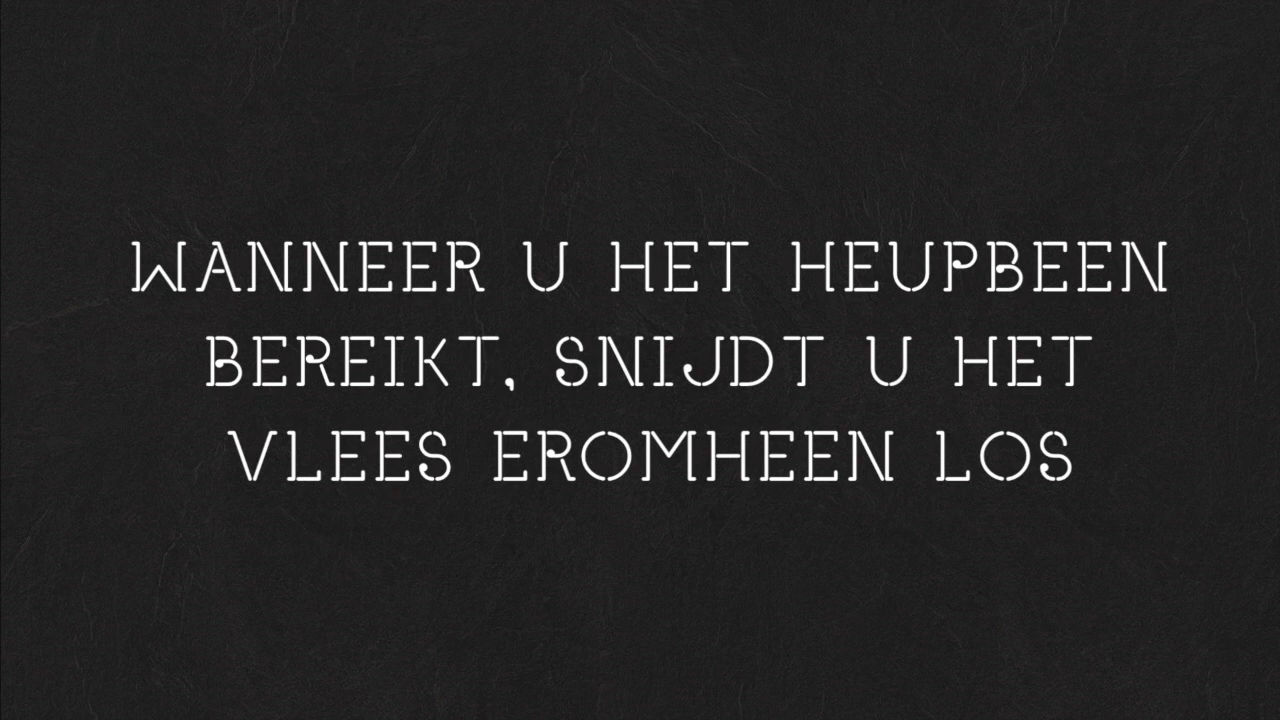 WANNEER U HET HEUPBEEN
BEREIKT, SNIJDT U HET
VLEES EROMHEEN LOS